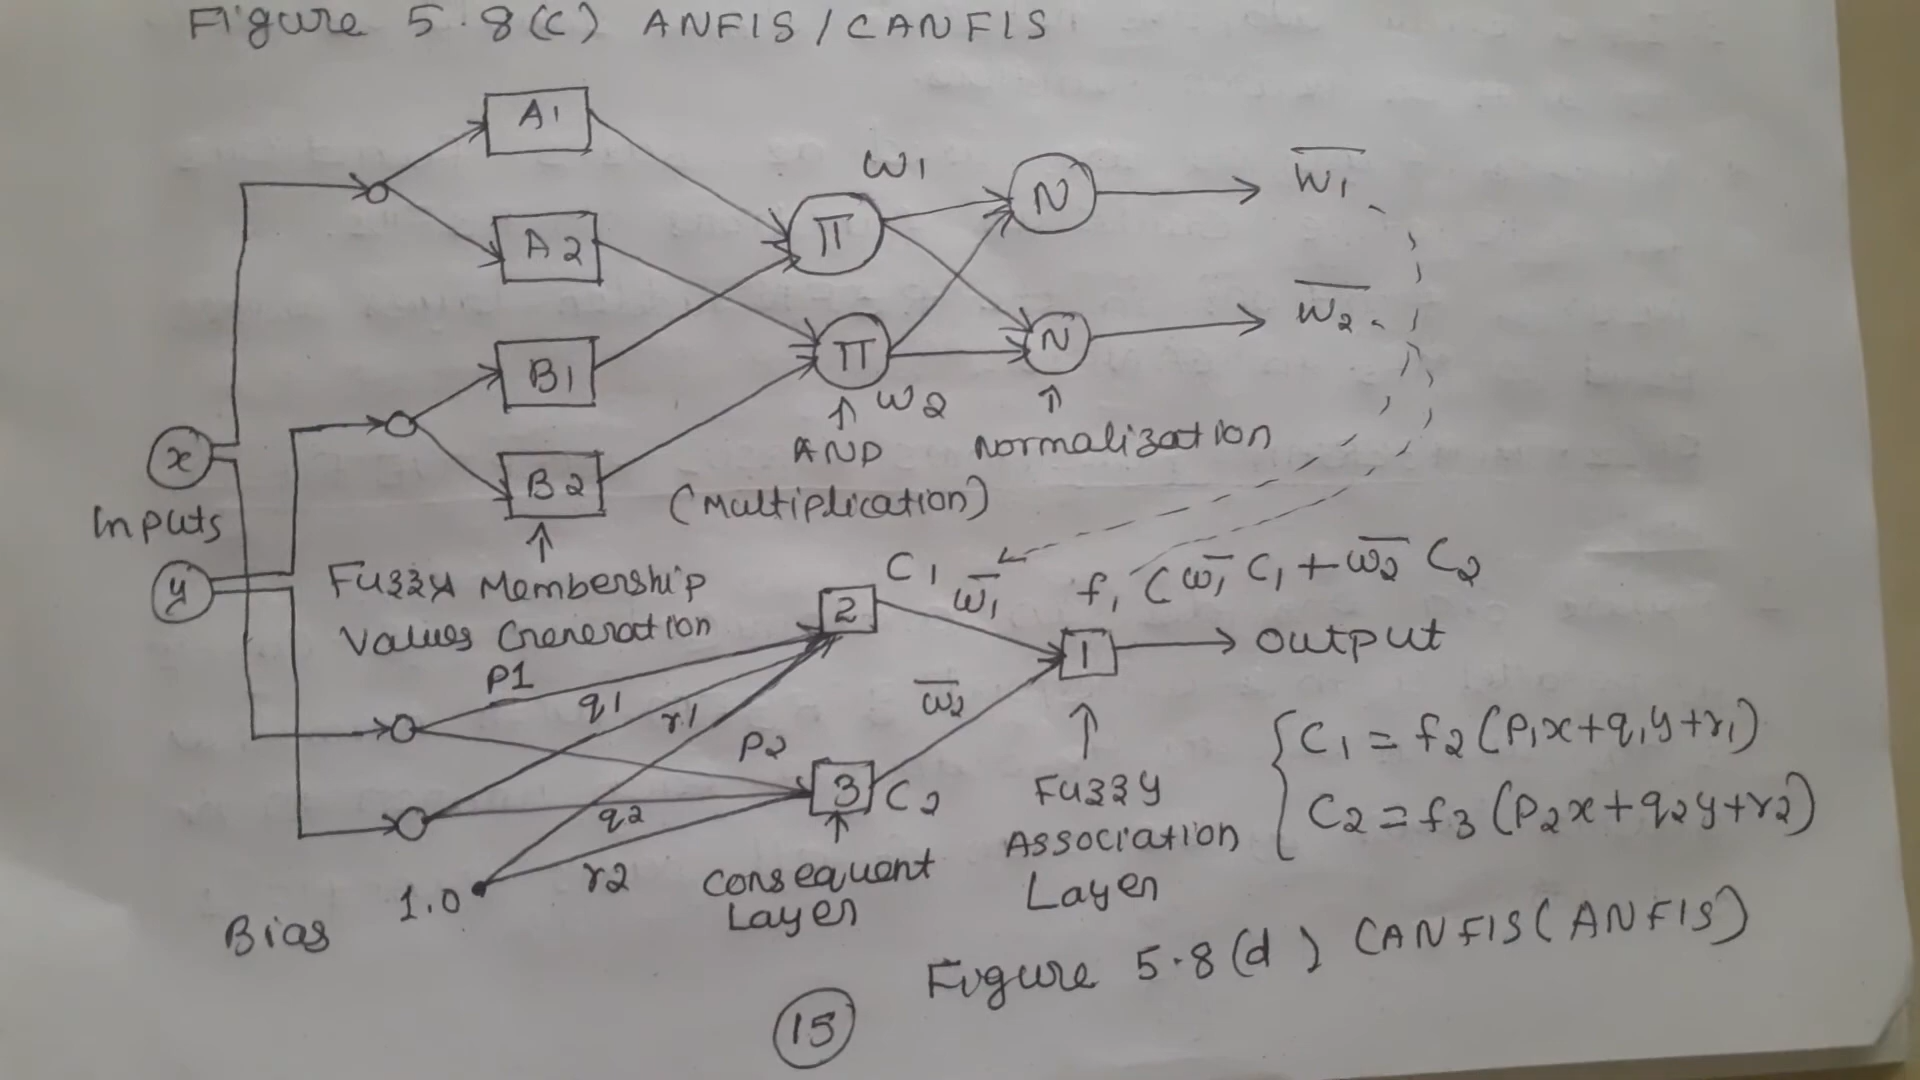 Figure 5.8(C) ANFIS/CANFIS
A1
A2
B1
B2
x
Inputs
y
Π
Π
W1
W2
N
N
W̅1
W̅2
AND
(Multiplication)
Normalization
Fuzzy Membership
Values Generation
P1
q1
r1
P2
q2
r2
2
3
C1
C2
w̅1
w̅2
f1 (w̅1 C1 + w̅2 C2
1
output
C1 = f2 (P1x+q1y+r1)
C2 = f3 (P2x+q2y+r2)
Fuzzy
Association
Layer
Consequent
Layer
1.0
Bias
Figure 5.8(d) CANFIS(ANFIS)
15